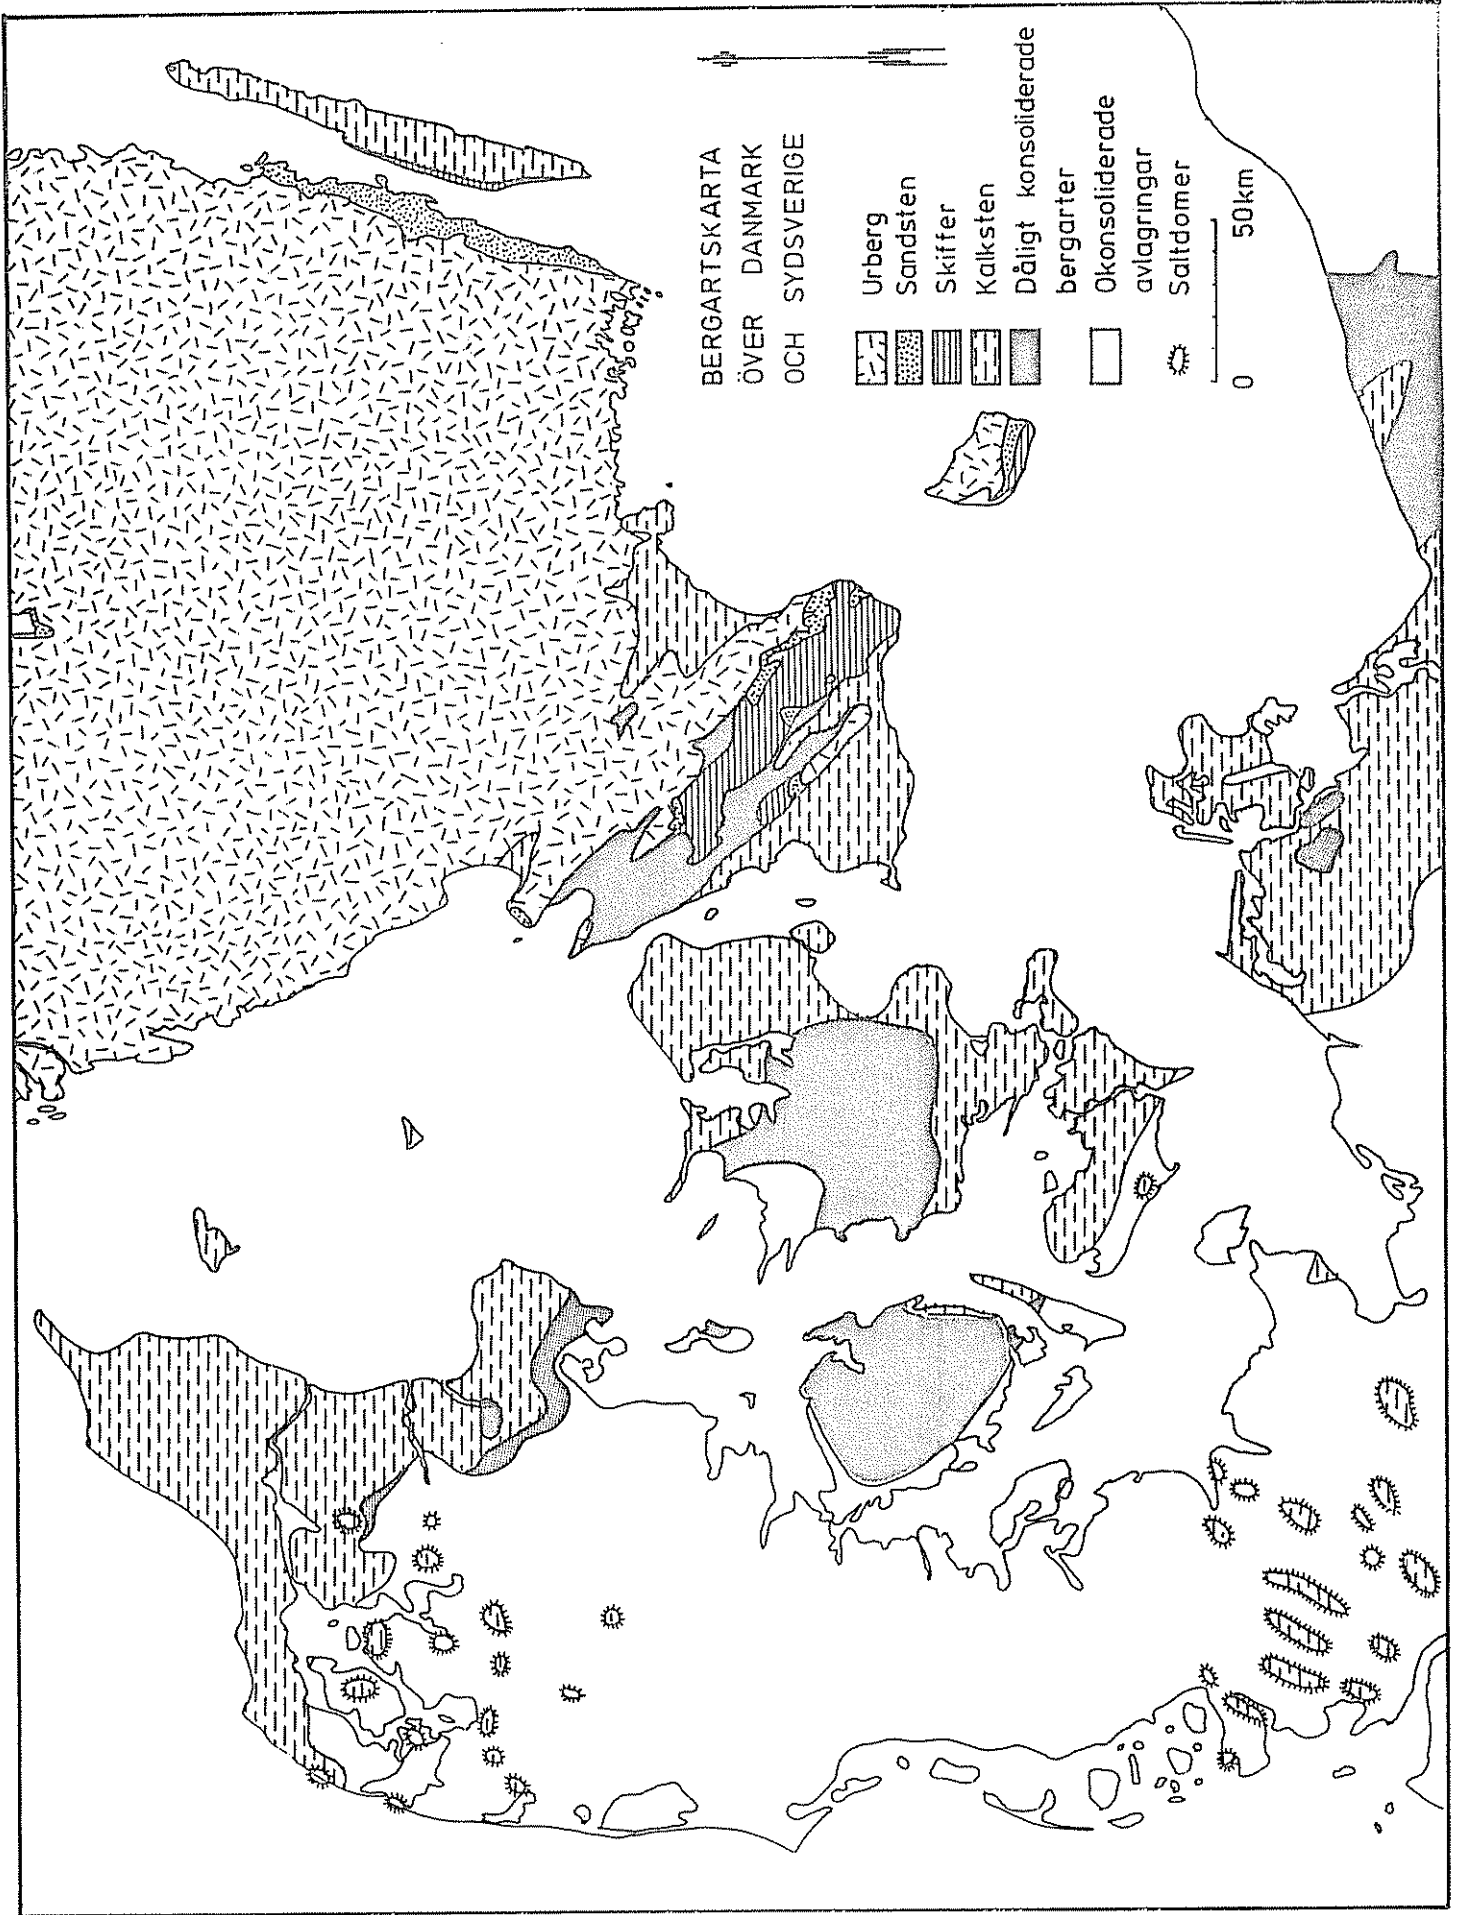 BERGARTSKARTA
ÖVER DANMARK
OCH SYDSVERIGE
Urberg
Sandsten
Skiffer
Kalksten
Dåligt konsoliderade
bergarter
Okonsoliderade
avlagringar
Saltdomer
0 50km